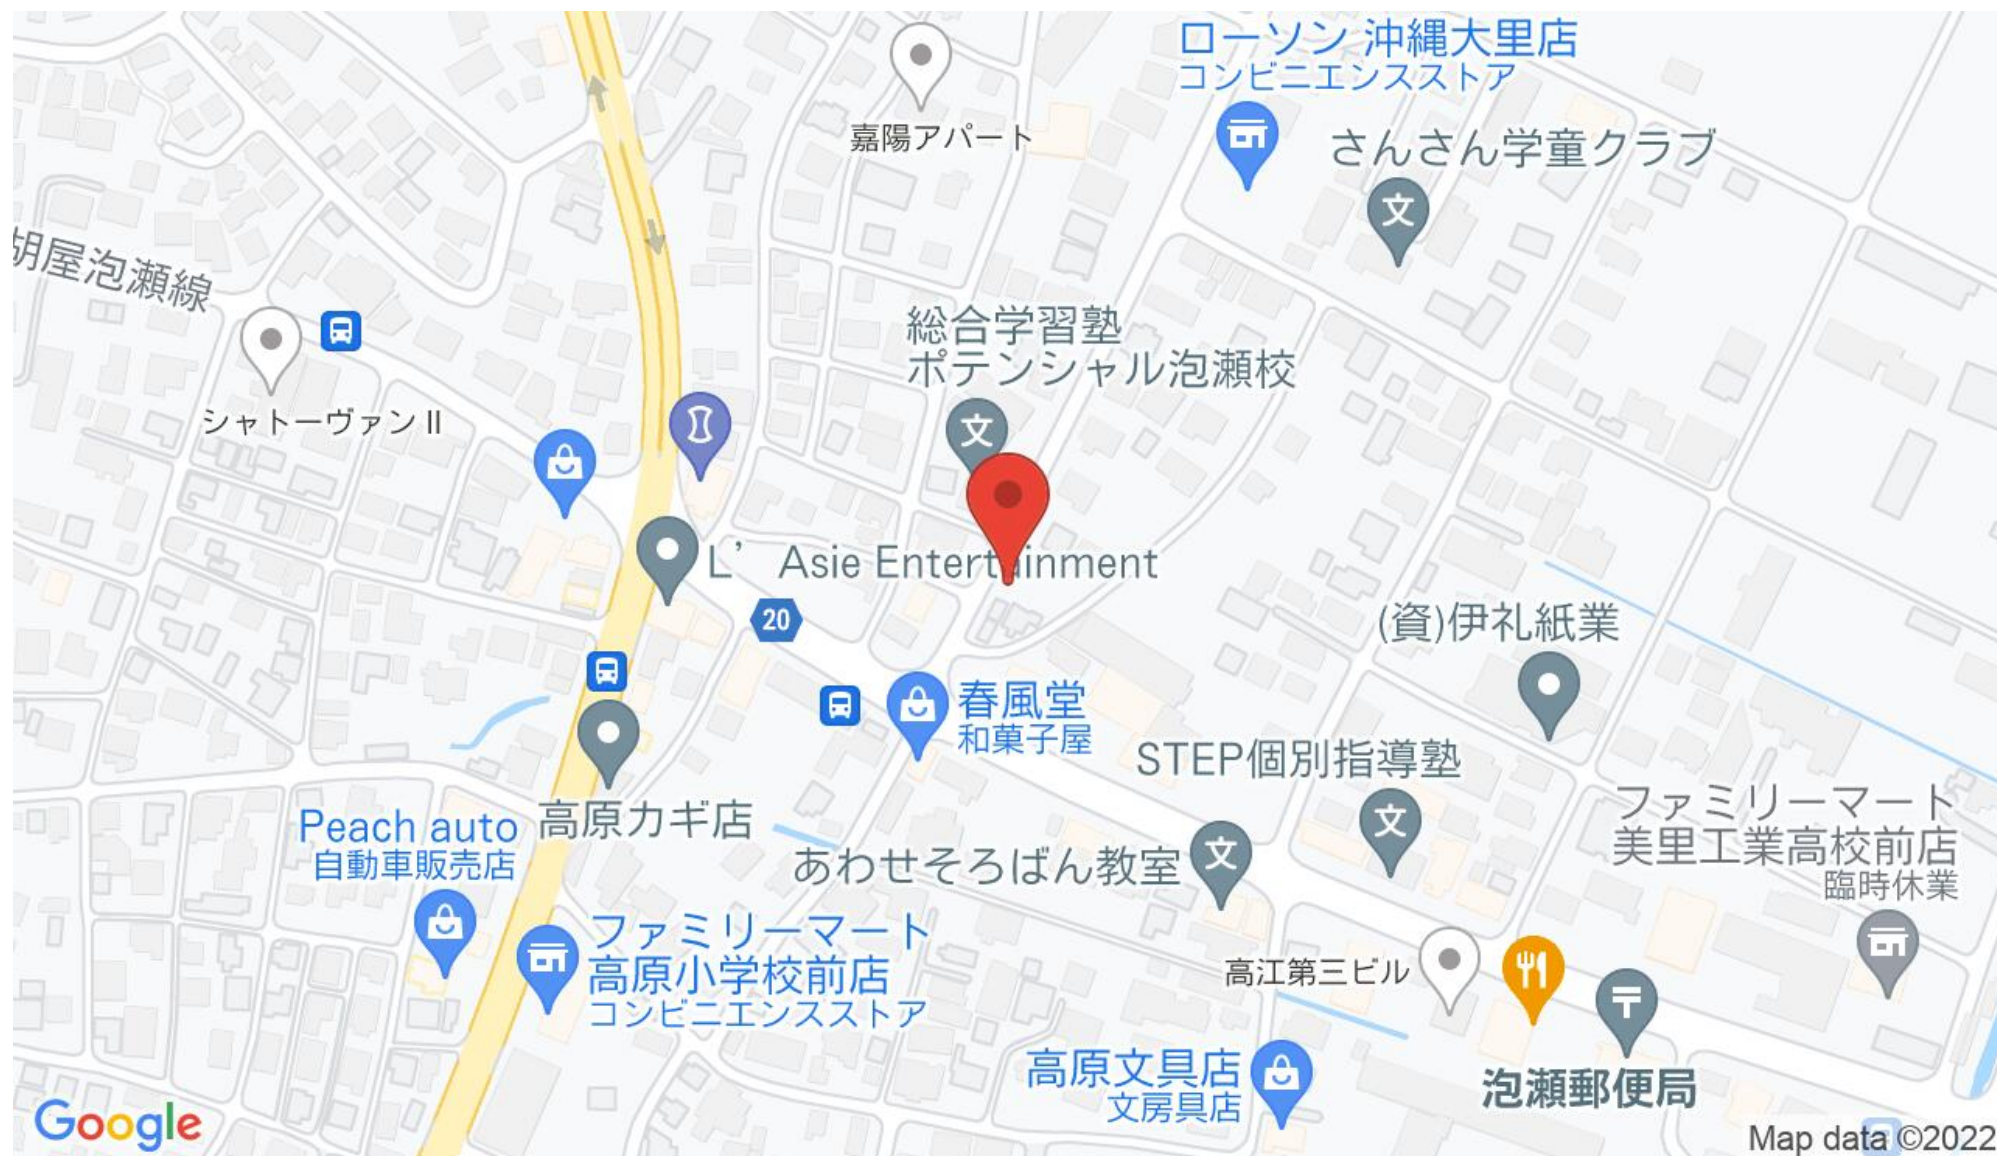 ローソン 沖縄大里店
コンビニエンスストア
嘉陽アパート
さんさん学童クラブ
胡屋泡瀬線
総合学習塾
ポテンシャル泡瀬校
シャトーヴァンⅡ
L’ Asie Entertainment
20
(資)伊礼紙業
春風堂
和菓子屋
STEP個別指導塾
ファミリーマート
美里工業高校前店
臨時休業
Peach auto
自動車販売店
高原カギ店
あわせそろばん教室
ファミリーマート
高原小学校前店
コンビニエンスストア
高江第三ビル
高原文具店
文房具店
泡瀬郵便局
Google
Map data ©2022
文
文
文
文
〒